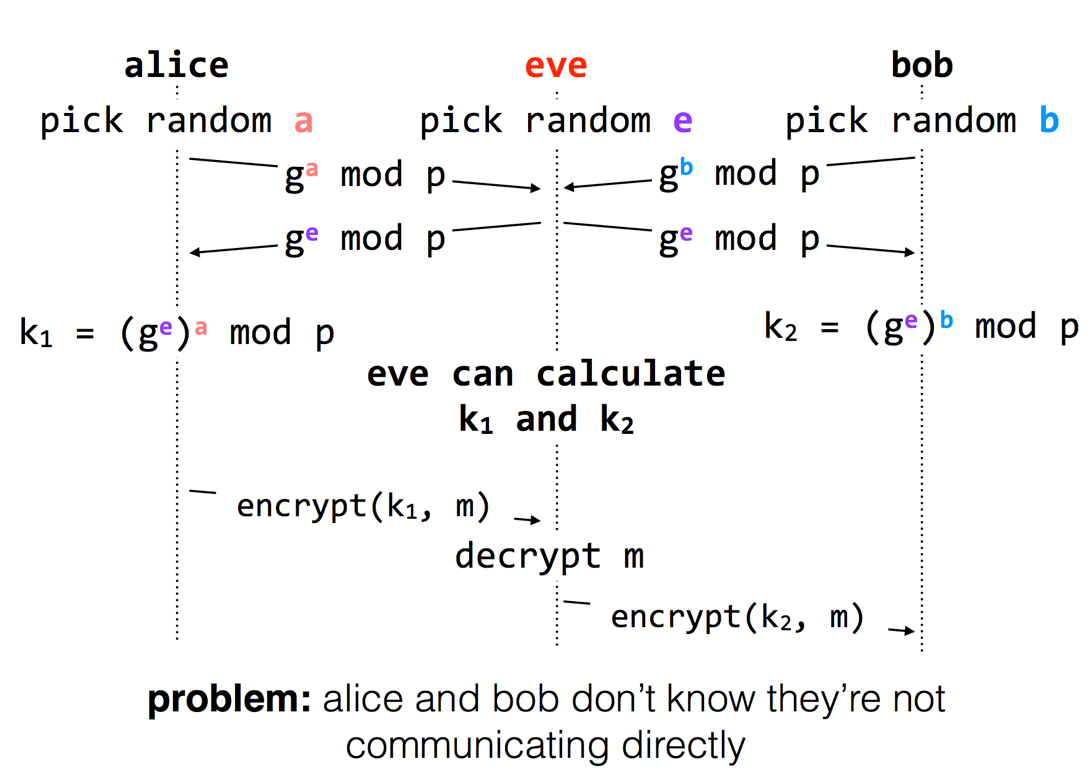 alice eve bob
pick random a pick random e pick random b
gᵃ mod p gᵇ mod p
gᵉ mod p gᵉ mod p
k₁ = (gᵉ)ᵃ mod p k₂ = (gᵉ)ᵇ mod p
eve can calculate
k₁ and k₂
encrypt(k₁, m)
decrypt m
encrypt(k₂, m)
problem: alice and bob don’t know they’re not
communicating directly